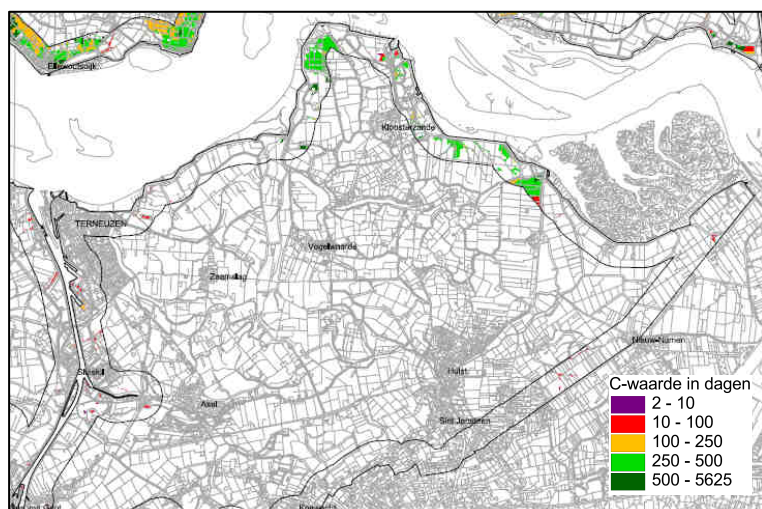 Ellewoutsdijk
Kloosterzande
TERNEUZEN
Vogelwaarde
Zaamslag
Nieuw-Namen
Sluiskil
Hulst
Axel
Sint Jansteen
C-waarde in dagen
2 - 10
10 - 100
100 - 250
250 - 500
500 - 5625